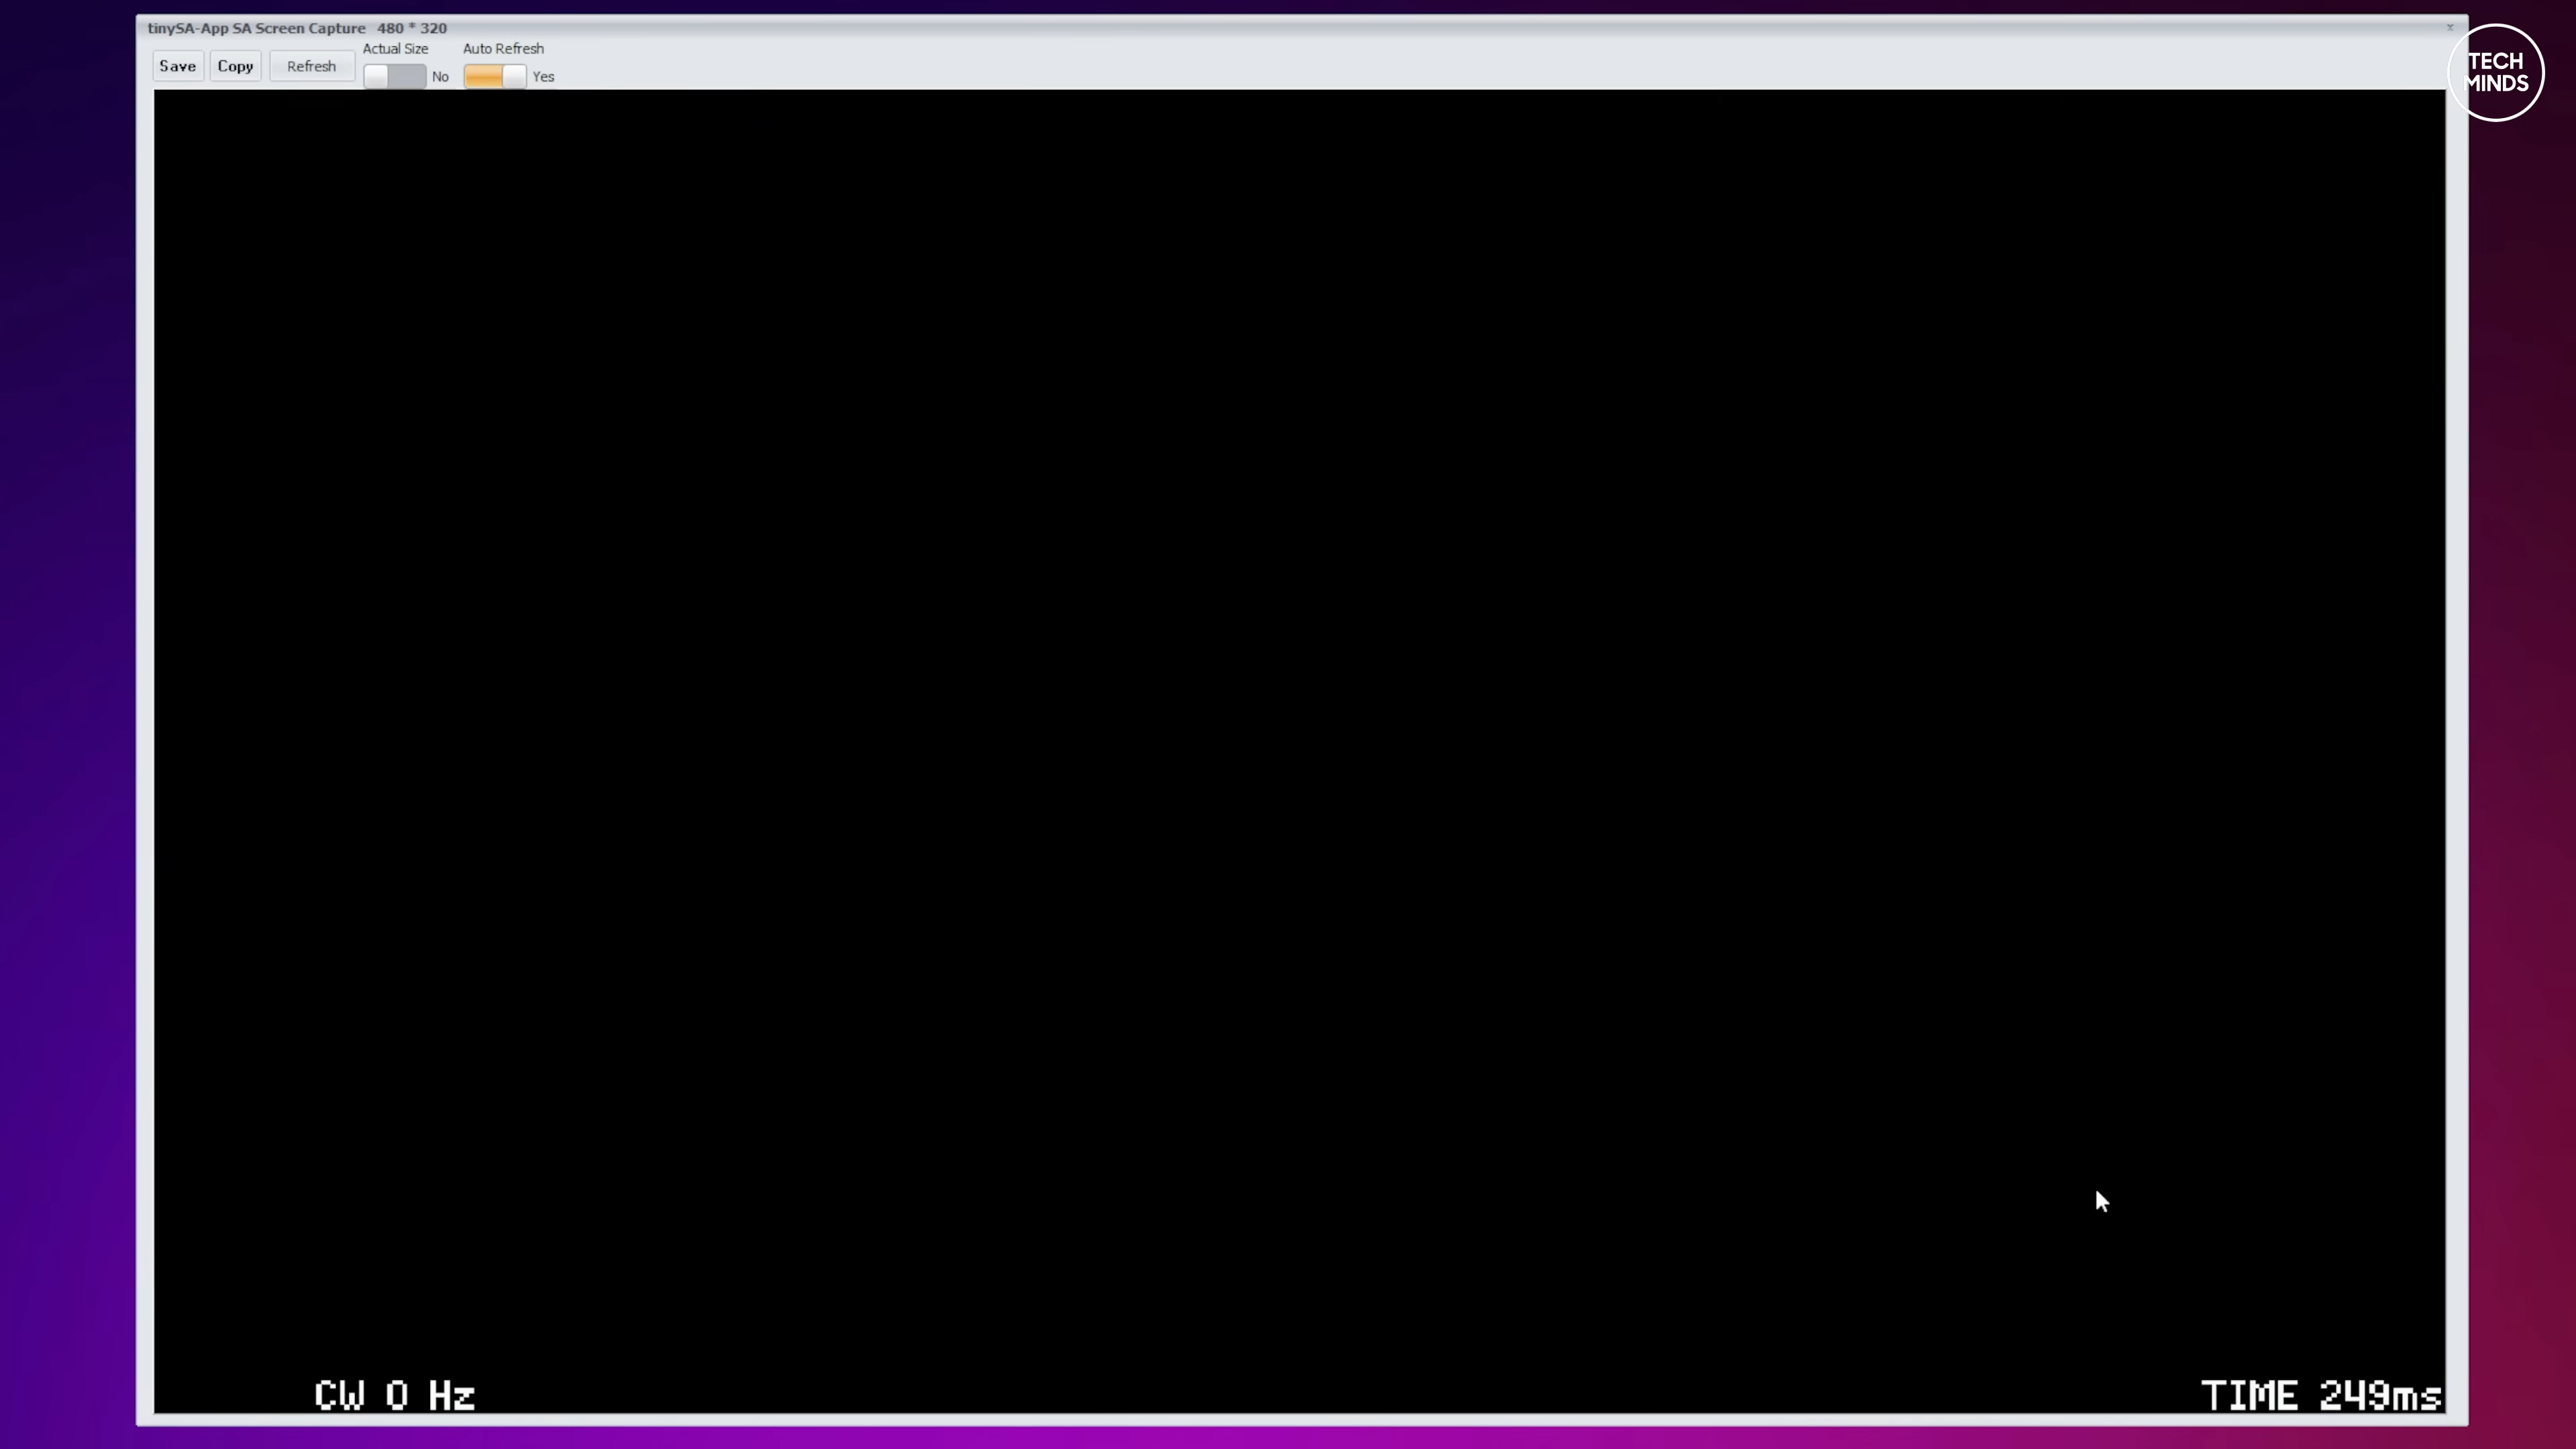 tinySA-App SA Screen Capture 480 * 320
Actual Size
Auto Refresh
Save Copy Refresh
No
Yes
TECH
MINDS
CW 0 Hz
TIME 249ms